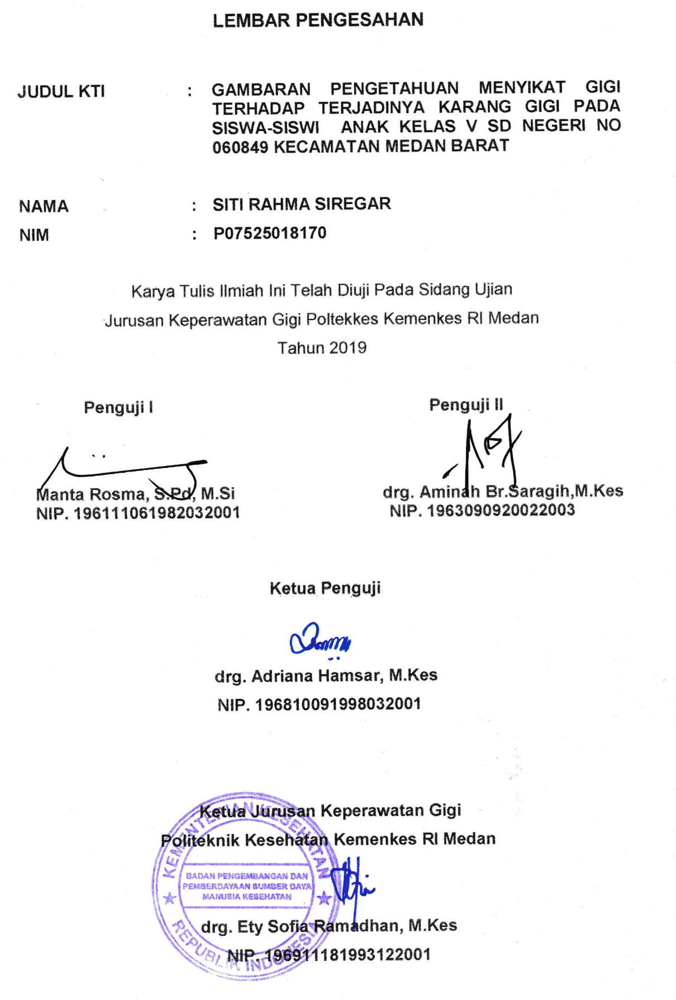 LEMBAR PENGESAHAN
JUDUL KTI : GAMBARAN PENGETAHUAN MENYIKAT GIGI
TERHADAP TERJADINYA KARANG GIGI PADA
SISWA-SISWI ANAK KELAS V SD NEGERI NO
060849 KECAMATAN MEDAN BARAT
NAMA : SITI RAHMA SIREGAR
NIM : P07525018170
Karya Tulis Ilmiah Ini Telah Diuji Pada Sidang Ujian
Jurusan Keperawatan Gigi Poltekkes Kemenkes RI Medan
Tahun 2019
Penguji I
Manta Rosma, S.Pd, M.Si
NIP. 196111061982032001
Penguji II
drg. Aminah Br.Saragih,M.Kes
NIP. 1963090920022003
Ketua Penguji
drg. Adriana Hamsar, M.Kes
NIP. 196810091998032001
Ketua Jurusan Keperawatan Gigi
Politeknik Kesehatan Kemenkes RI Medan
KEMENTERIAN KESEHATAN
BADAN PENGEMBANGAN DAN
PEMBERDAYAAN SUMBER DAYA
MANUSIA KESEHATAN
REPUBLIK INDONESIA
drg. Ety Sofia Ramadhan, M.Kes
NIP. 196911181993122001